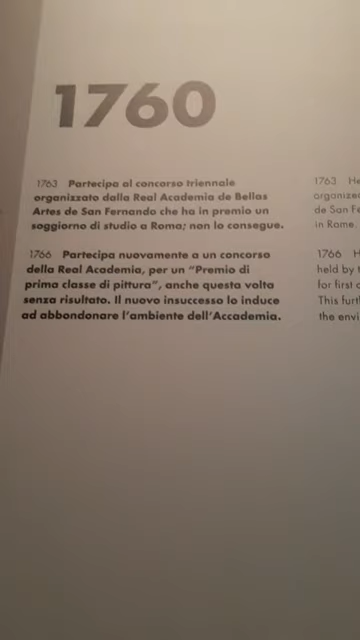 1760
1763 Partecipa al concorso triennale
organizzato dalla Real Academia de Bellas
Artes de San Fernando che ha in premio un
soggiorno di studio a Roma; non lo consegue.
1766 Partecipa nuovamente a un concorso
della Real Academia, per un "Premio di
prima classe di pittura", anche questa volta
senza risultato. Il nuovo insuccesso lo induce
ad abbondonare l'ambiente dell'Accademia.
1763 He
organized
de San Fe
in Rome.
1766 H
held by t
for first c
This furt
the envi